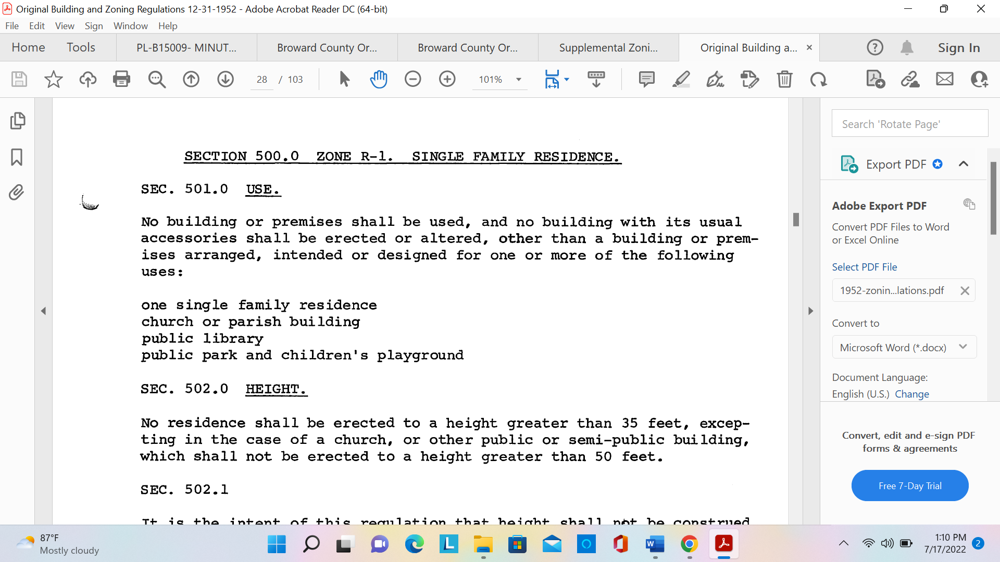 Original Building and Zoning Regulations 12-31-1952 - Adobe Acrobat Reader DC (64-bit)
File Edit View Sign Window Help
Home Tools PL-B15009- MINUT... Broward County Or... Broward County Or... Supplemental Zoni... Original Building a... Sign In
28 / 103 101%
Search 'Rotate Page'
Export PDF
Adobe Export PDF
Convert PDF Files to Word
or Excel Online
Select PDF File
1952-zonin...lations.pdf
Convert to
Microsoft Word (*.docx)
Document Language:
English (U.S.) Change
Convert, edit and e-sign PDF
forms & agreements
Free 7-Day Trial
SECTION 500.0 ZONE R-1. SINGLE FAMILY RESIDENCE.
SEC. 501.0 USE.
No building or premises shall be used, and no building with its usual
accessories shall be erected or altered, other than a building or prem-
ises arranged, intended or designed for one or more of the following
uses:
one single family residence
church or parish building
public library
public park and children's playground
SEC. 502.0 HEIGHT.
No residence shall be erected to a height greater than 35 feet, excep-
ting in the case of a church, or other public or semi-public building,
which shall not be erected to a height greater than 50 feet.
SEC. 502.1
It is the intent of this regulation that height shall not be construed
87°F
Mostly cloudy
1:10 PM
7/17/2022
2